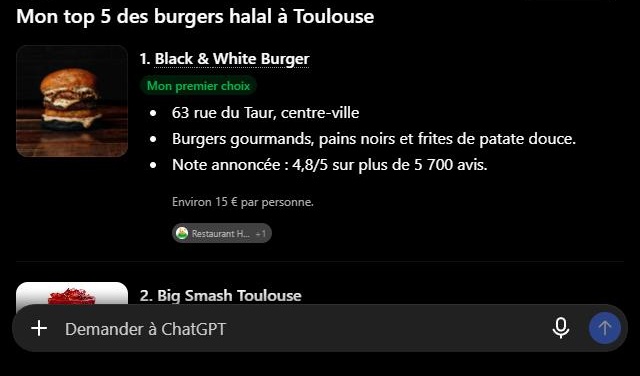 Mon top 5 des burgers halal à Toulouse
1. Black & White Burger
Mon premier choix
• 63 rue du Taur, centre-ville
• Burgers gourmands, pains noirs et frites de patate douce.
• Note annoncée : 4,8/5 sur plus de 5 700 avis.
Environ 15 € par personne.
Restaurant H... +1
2. Big Smash Toulouse
Demander à ChatGPT